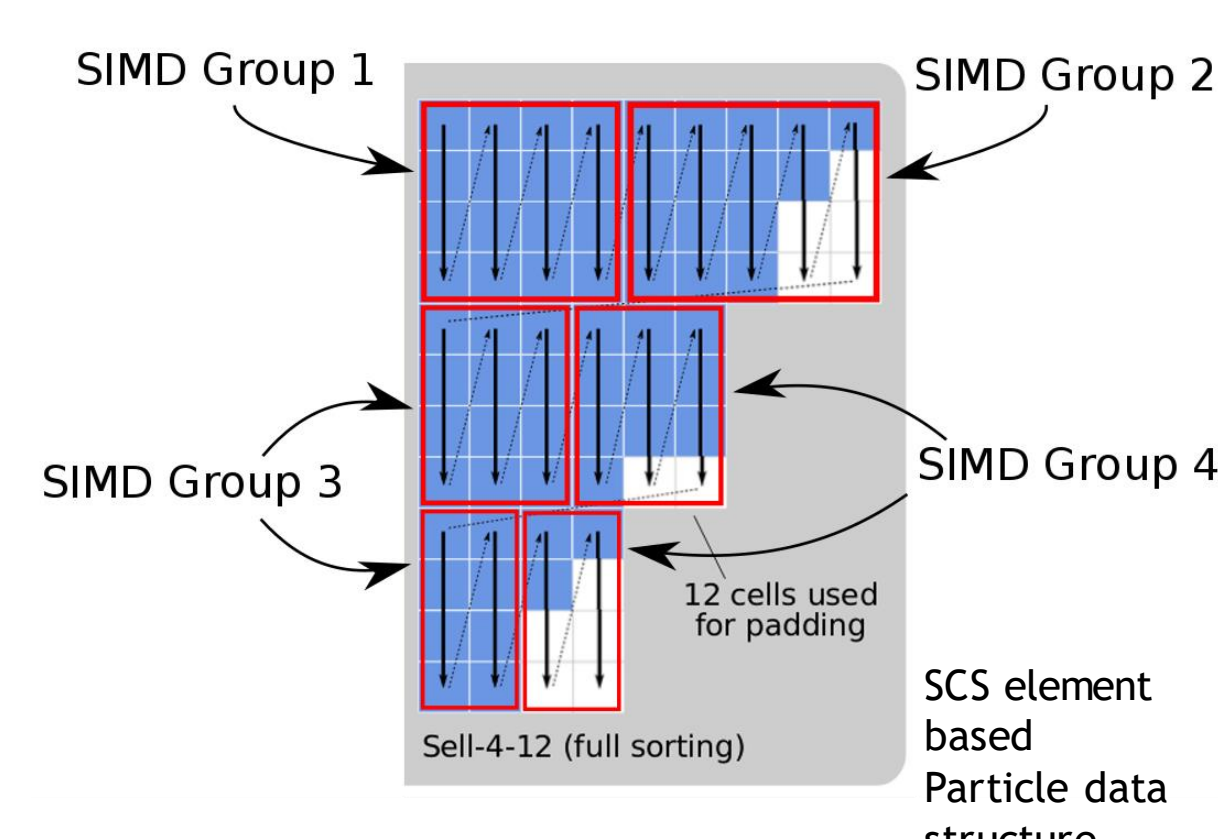 SIMD Group 1
SIMD Group 2
SIMD Group 3
SIMD Group 4
12 cells used
for padding
Sell-4-12 (full sorting)
SCS element
based
Particle data
structure